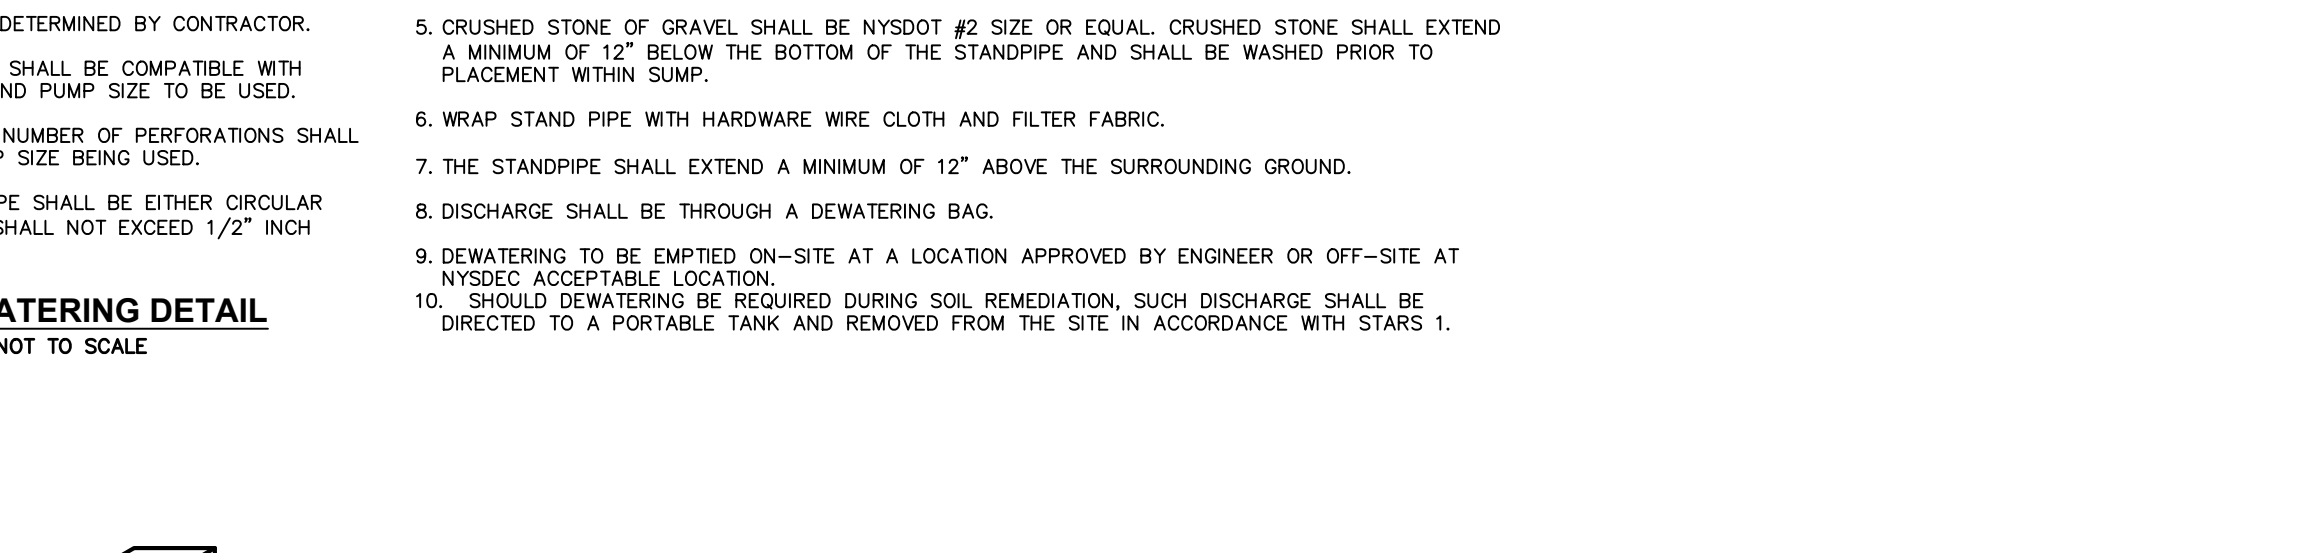 DETERMINED BY CONTRACTOR.
SHALL BE COMPATIBLE WITH
ND PUMP SIZE TO BE USED.
NUMBER OF PERFORATIONS SHALL
P SIZE BEING USED.
PE SHALL BE EITHER CIRCULAR
SHALL NOT EXCEED 1/2" INCH
ATERING DETAIL
NOT TO SCALE
5. CRUSHED STONE OF GRAVEL SHALL BE NYSDOT #2 SIZE OR EQUAL. CRUSHED STONE SHALL EXTEND
A MINIMUM OF 12" BELOW THE BOTTOM OF THE STANDPIPE AND SHALL BE WASHED PRIOR TO
PLACEMENT WITHIN SUMP.
6. WRAP STAND PIPE WITH HARDWARE WIRE CLOTH AND FILTER FABRIC.
7. THE STANDPIPE SHALL EXTEND A MINIMUM OF 12" ABOVE THE SURROUNDING GROUND.
8. DISCHARGE SHALL BE THROUGH A DEWATERING BAG.
9. DEWATERING TO BE EMPTIED ON-SITE AT A LOCATION APPROVED BY ENGINEER OR OFF-SITE AT
NYSDEC ACCEPTABLE LOCATION.
10. SHOULD DEWATERING BE REQUIRED DURING SOIL REMEDIATION, SUCH DISCHARGE SHALL BE
DIRECTED TO A PORTABLE TANK AND REMOVED FROM THE SITE IN ACCORDANCE WITH STARS 1.